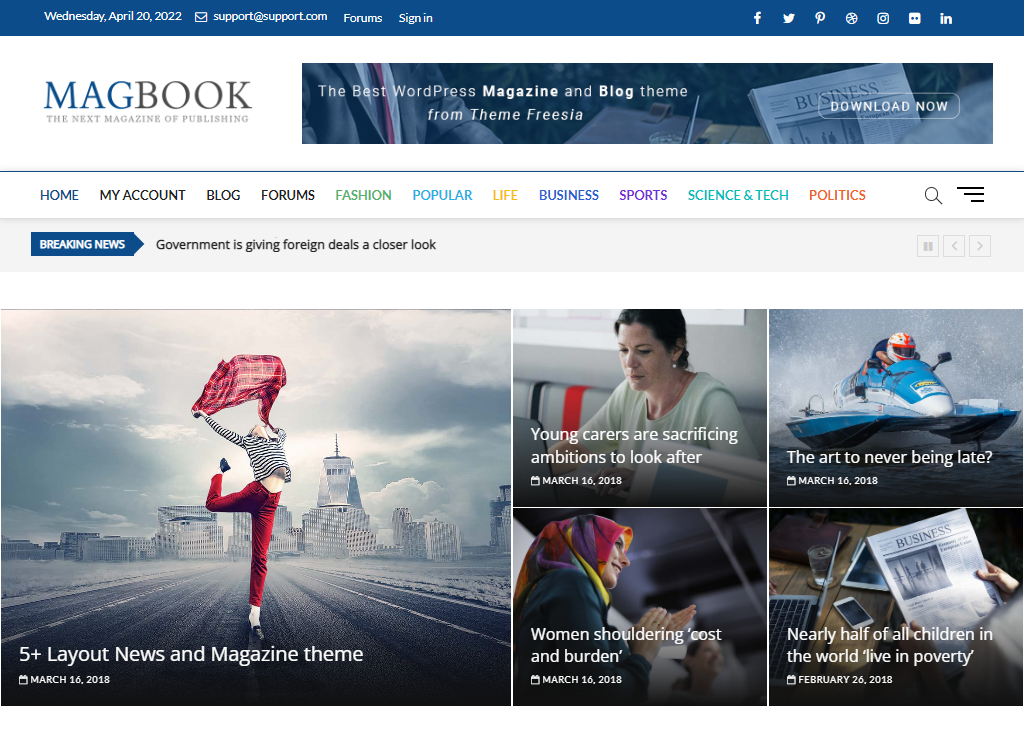 Wednesday, April 20, 2022 support@support.com Forums Sign in
MAGBOOK
THE NEXT MAGAZINE OF PUBLISHING
The Best WordPress Magazine and Blog theme
from Theme Freesia
BUSINESS
DOWNLOAD NOW
HOME MY ACCOUNT BLOG FORUMS FASHION POPULAR LIFE BUSINESS SPORTS SCIENCE & TECH POLITICS
BREAKING NEWS Government is giving foreign deals a closer look
5+ Layout News and Magazine theme
MARCH 16, 2018
Young carers are sacrificing
ambitions to look after
MARCH 16, 2018
The art to never being late?
MARCH 16, 2018
Women shouldering ‘cost
and burden’
MARCH 16, 2018
BUSINESS
Nearly half of all children in
the world ‘live in poverty’
FEBRUARY 26, 2018